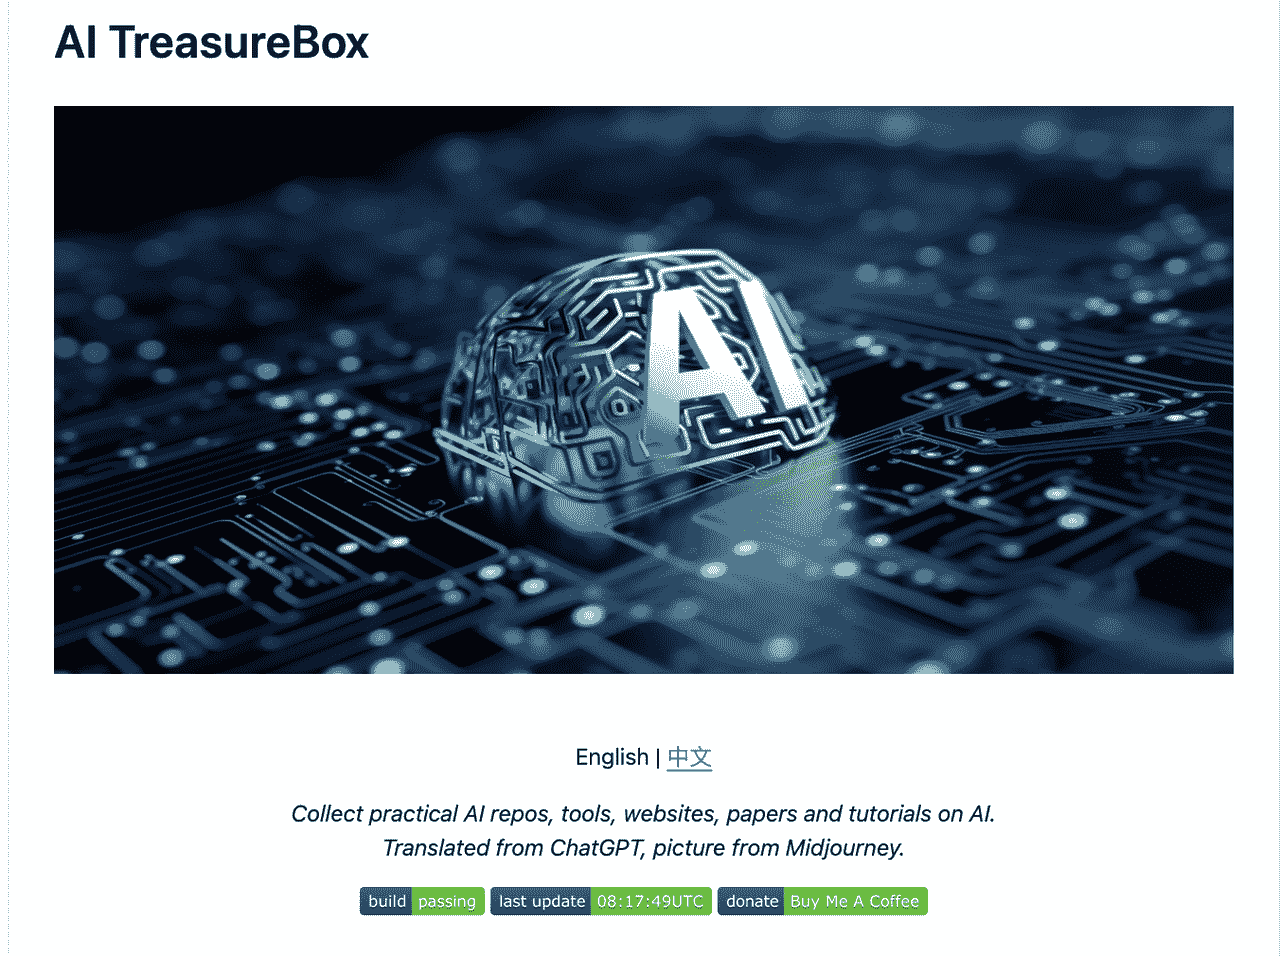 AI TreasureBox
AI
English | 中文
Collect practical AI repos, tools, websites, papers and tutorials on AI.
Translated from ChatGPT, picture from Midjourney.
build passing last update 08:17:49UTC donate Buy Me A Coffee